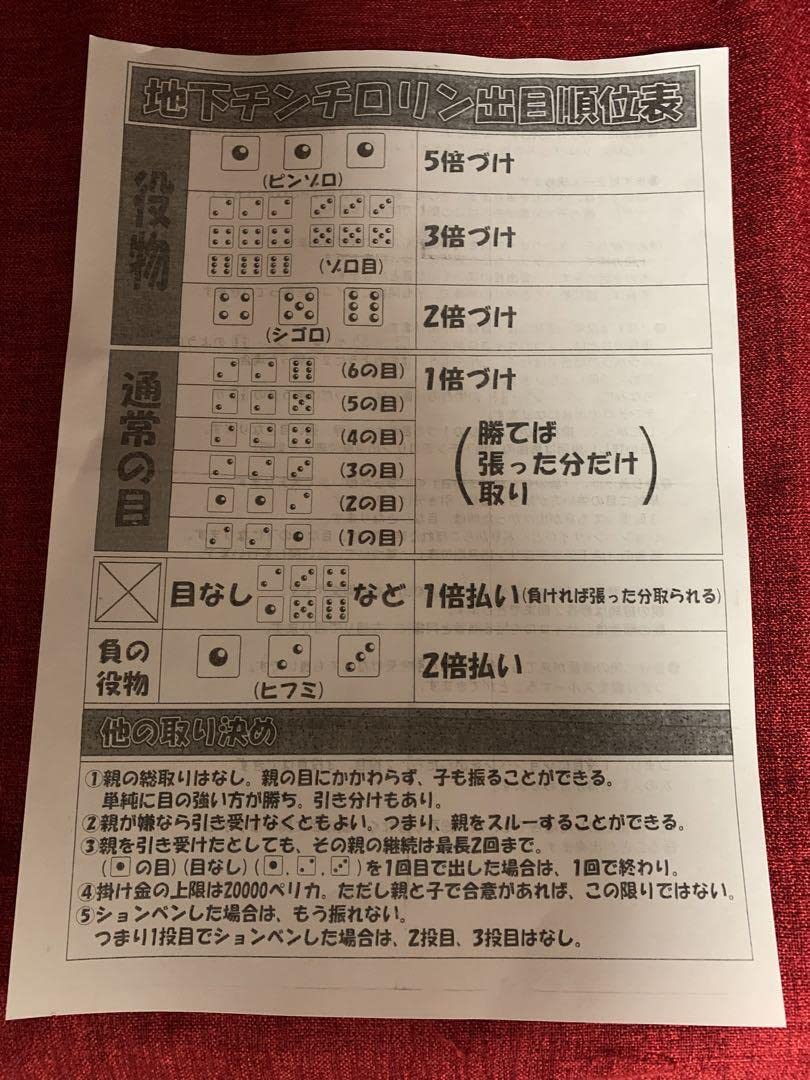 地下チンチロリン出目順位表
役物
(ピンゾロ)
5倍づけ
(ゾロ目)
3倍づけ
(シゴロ)
2倍づけ
通常の目
(6の目)
(5の目)
(4の目)
(3の目)
(2の目)
(1の目)
1倍づけ
(勝てば
張った分だけ
取り)
目なし など
1倍払い(負ければ張った分取られる)
負の
役物
(ヒフミ)
2倍払い
他の取り決め
①親の総取りはなし。親の目にかかわらず、子も振ることができる。
単純に目の強い方が勝ち。引き分けもあり。
②親が嫌なら引き受けなくともよい。つまり、親をスルーすることができる。
③親を引き受けたとしても、その親の継続は最長2回まで。
(の目)(目なし)( , , )を1回目で出した場合は、1回で終わり。
④掛け金の上限は20000ペリカ。ただし親と子で合意があれば、この限りではない。
⑤ションベンした場合は、もう振れない。
つまり1投目でションベンした場合は、2投目、3投目はなし。